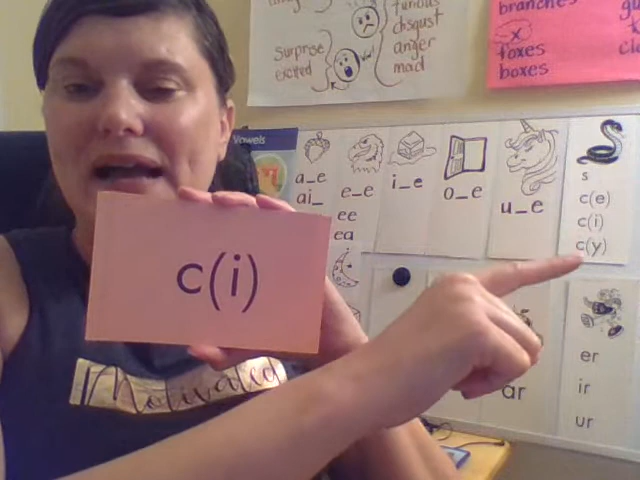 furious
disgust
Surprise
anger
excited
mad
branches
x
foxes
boxes
Vowels
a_e
ai_
e_e
ee
ea
i_e
o_e
u_e
s
c(e)
c(i)
c(y)
c(i)
Motivated
ar
er
ir
ur